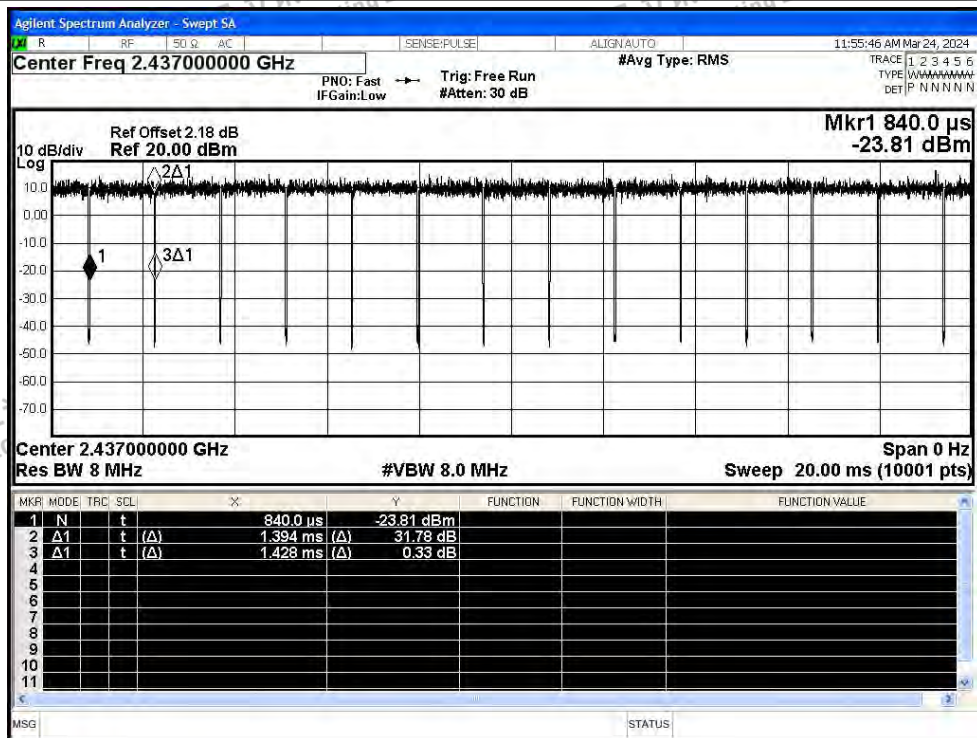 Agilent Spectrum Analyzer - Swept SA
R RF 50 Ω AC SENSE:PULSE ALIGN AUTO 11:55:46 AM Mar 24, 2024
Center Freq 2.437000000 GHz #Avg Type: RMS TRACE 1 2 3 4 5 6
PNO: Fast Trig: Free Run TYPE WWWWWW
IFGain:Low #Atten: 30 dB DET P N N N N N
Mkr1 840.0 µs
Ref Offset 2.18 dB -23.81 dBm
10 dB/div Ref 20.00 dBm
Log
2Δ1
10.0
0.00
-10.0
1 3Δ1
-20.0
-30.0
-40.0
-50.0
-60.0
-70.0
Center 2.437000000 GHz Span 0 Hz
Res BW 8 MHz #VBW 8.0 MHz Sweep 20.00 ms (10001 pts)
MKR MODE TRC SCL X Y FUNCTION FUNCTION WIDTH FUNCTION VALUE
1 N t 840.0 µs -23.81 dBm
2 Δ1 t (Δ) 1.394 ms (Δ) 31.78 dB
3 Δ1 t (Δ) 1.428 ms (Δ) 0.33 dB
4
5
6
7
8
9
10
11
MSG STATUS